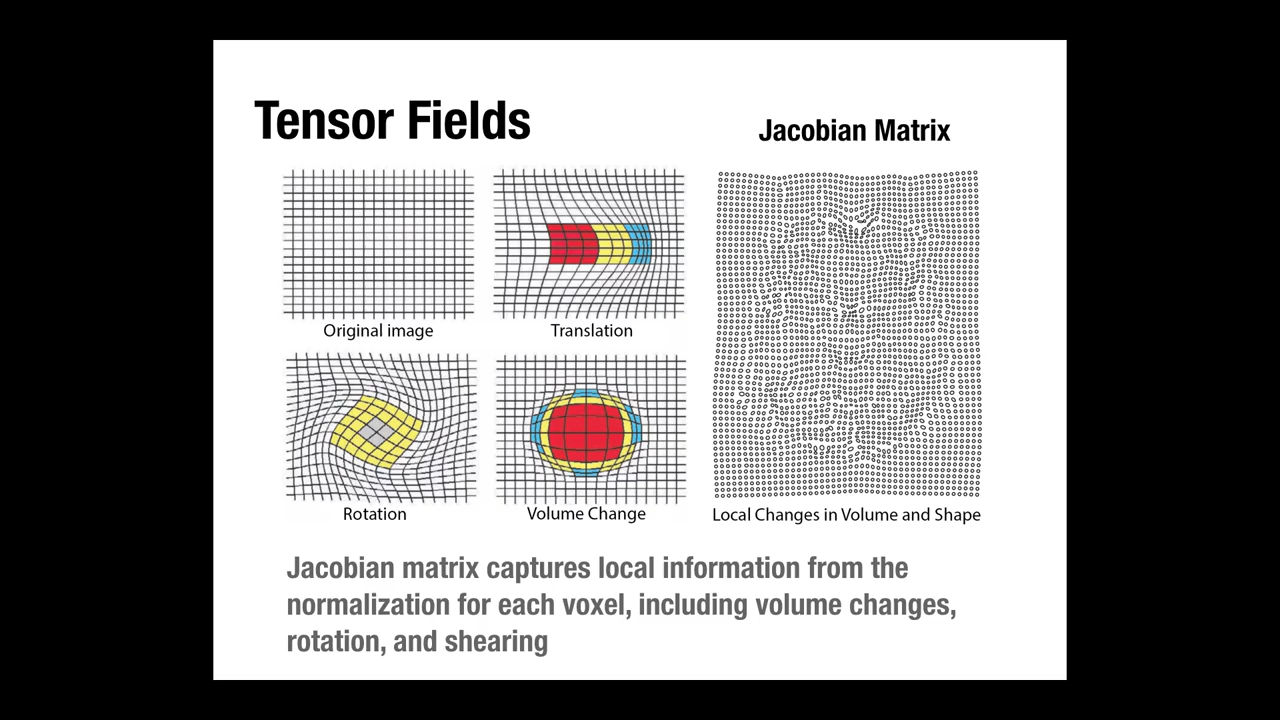 Tensor Fields
Jacobian Matrix
Original image
Translation
Rotation
Volume Change
Local Changes in Volume and Shape
Jacobian matrix captures local information from the
normalization for each voxel, including volume changes,
rotation, and shearing